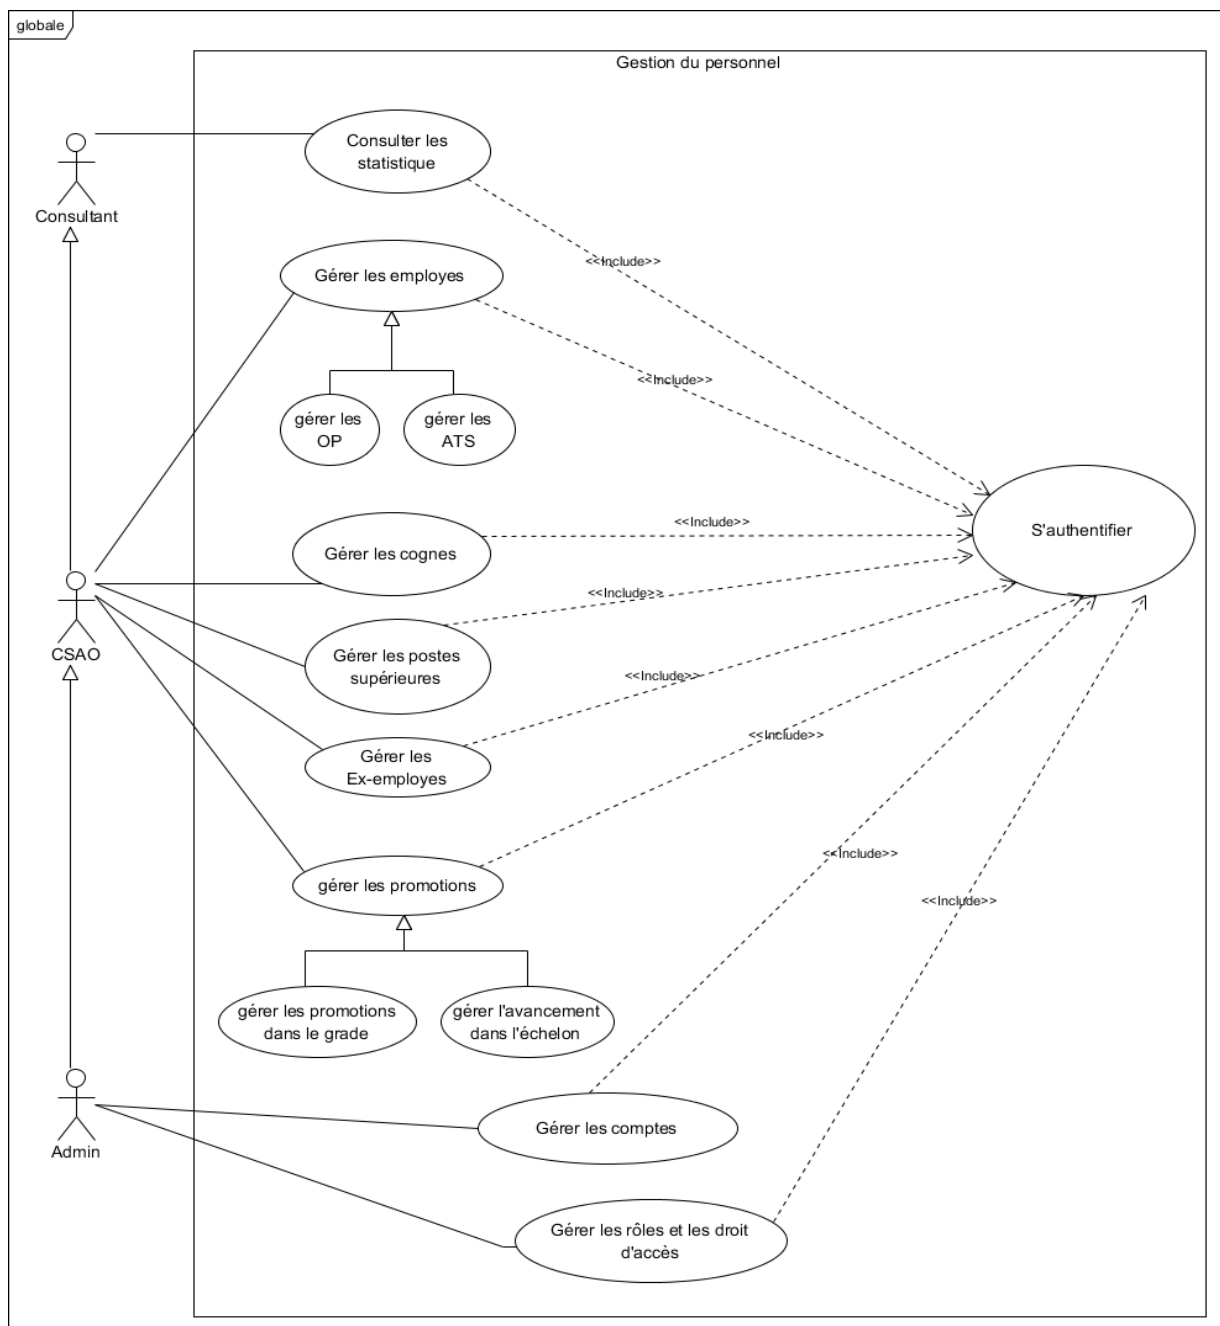 globale
Gestion du personnel
Consulter les
statistique
Consultant
<<Include>>
Gérer les employes
<<Include>>
gérer les
OP
gérer les
ATS
<<Include>>
S'authentifier
Gérer les cognes
<<Include>>
CSAO
Gérer les postes
supérieures
<<Include>>
<<Include>>
Gérer les
Ex-employes
<<Include>>
gérer les promotions
<<Include>>
gérer les promotions
dans le grade
gérer l'avancement
dans l'échelon
Gérer les comptes
Admin
Gérer les rôles et les droit
d'accès